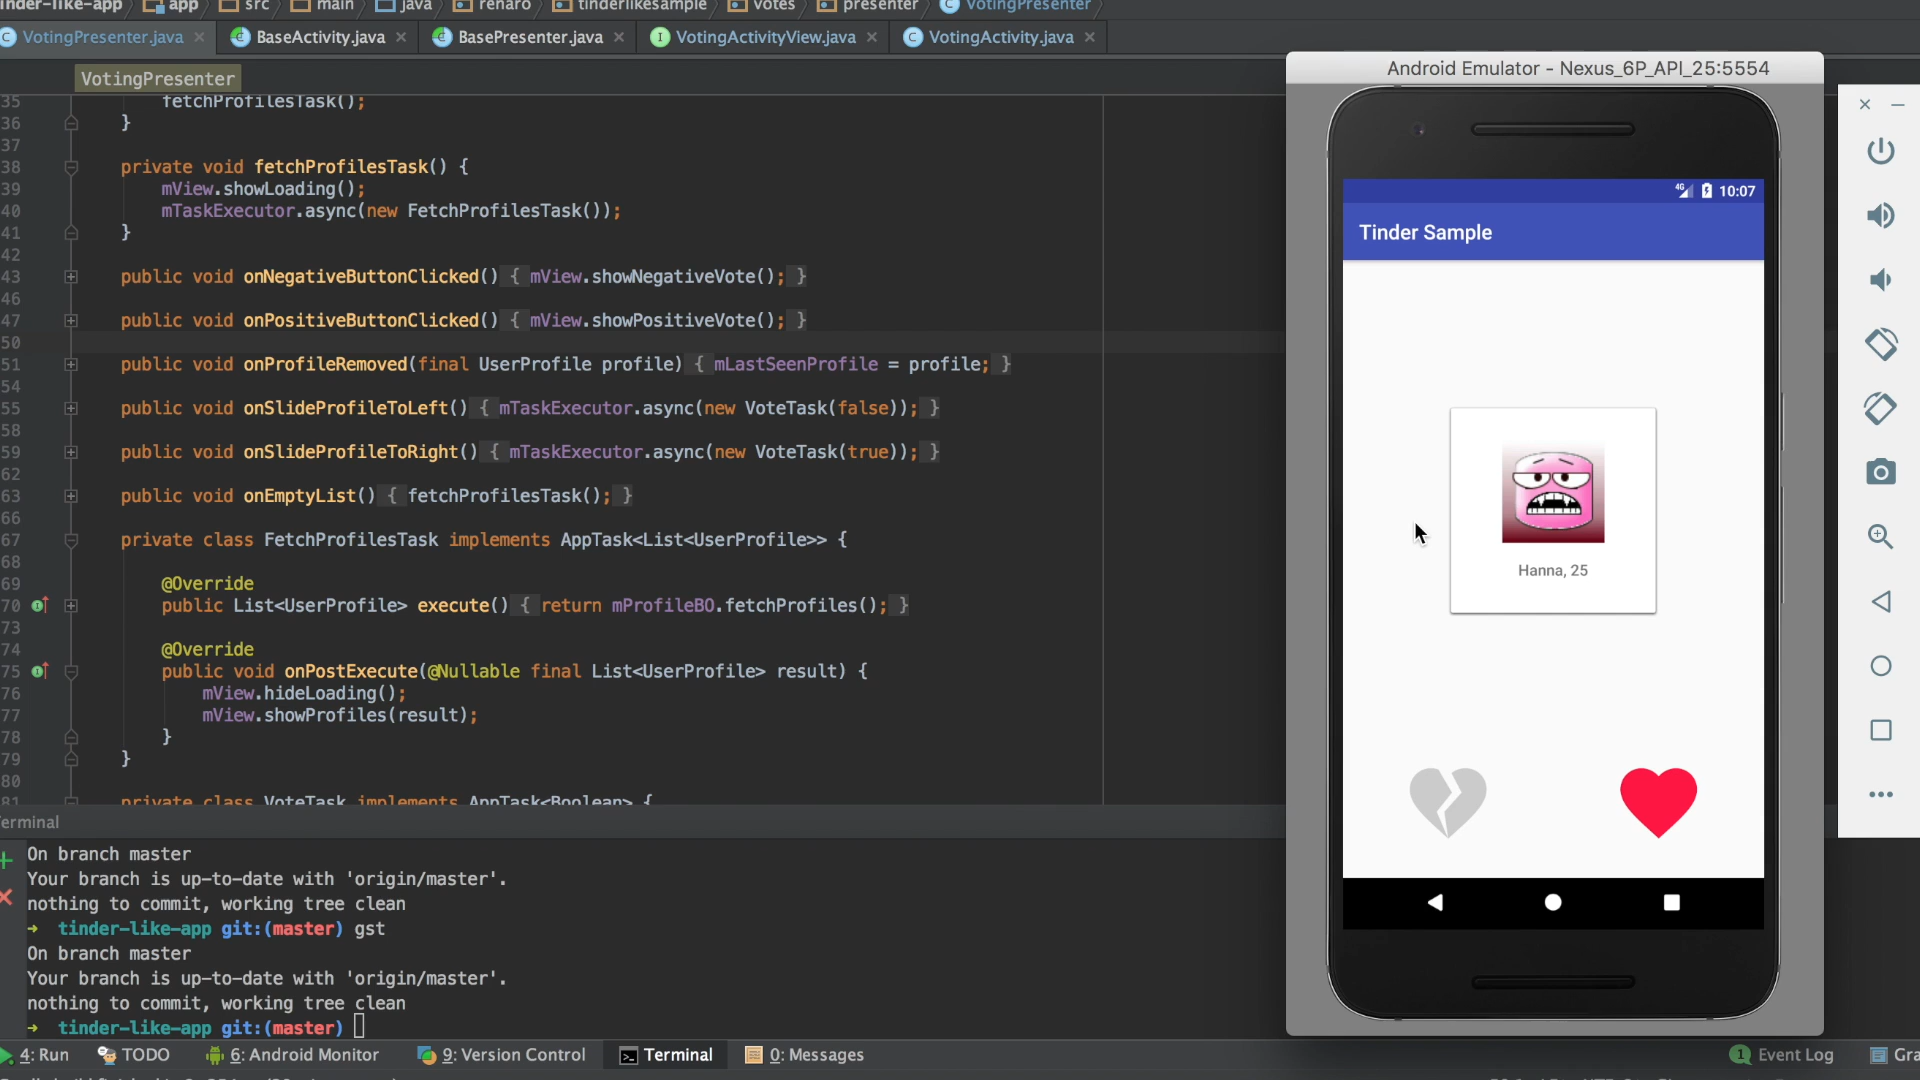 inder-like-app app src main java renaro tinderlikesample votes presenter VotingPresenter
VotingPresenter.java BaseActivity.java BasePresenter.java VotingActivityView.java VotingActivity.java
VotingPresenter
35 fetchProfilesTask();
36 }
37
38 private void fetchProfilesTask() {
39 mView.showLoading();
40 mTaskExecutor.async(new FetchProfilesTask());
41 }
42
43 public void onNegativeButtonClicked() { mView.showNegativeVote(); }
46
47 public void onPositiveButtonClicked() { mView.showPositiveVote(); }
50
51 public void onProfileRemoved(final UserProfile profile) { mLastSeenProfile = profile; }
54
55 public void onSlideProfileToLeft() { mTaskExecutor.async(new VoteTask(false)); }
58
59 public void onSlideProfileToRight() { mTaskExecutor.async(new VoteTask(true)); }
62
63 public void onEmptyList() { fetchProfilesTask(); }
66
67 private class FetchProfilesTask implements AppTask<List<UserProfile>> {
68
69 @Override
70 public List<UserProfile> execute() { return mProfileBO.fetchProfiles(); }
73
74 @Override
75 public void onPostExecute(@Nullable final List<UserProfile> result) {
76 mView.hideLoading();
77 mView.showProfiles(result);
78 }
79 }
80
81 private class VoteTask implements AppTask<Boolean> {
erminal
On branch master
Your branch is up-to-date with 'origin/master'.
nothing to commit, working tree clean
→ tinder-like-app git:(master) gst
On branch master
Your branch is up-to-date with 'origin/master'.
nothing to commit, working tree clean
→ tinder-like-app git:(master)
4: Run TODO 6: Android Monitor 9: Version Control Terminal 0: Messages 1 Event Log Gra
Android Emulator - Nexus_6P_API_25:5554
4G 10:07
Tinder Sample
Hanna, 25